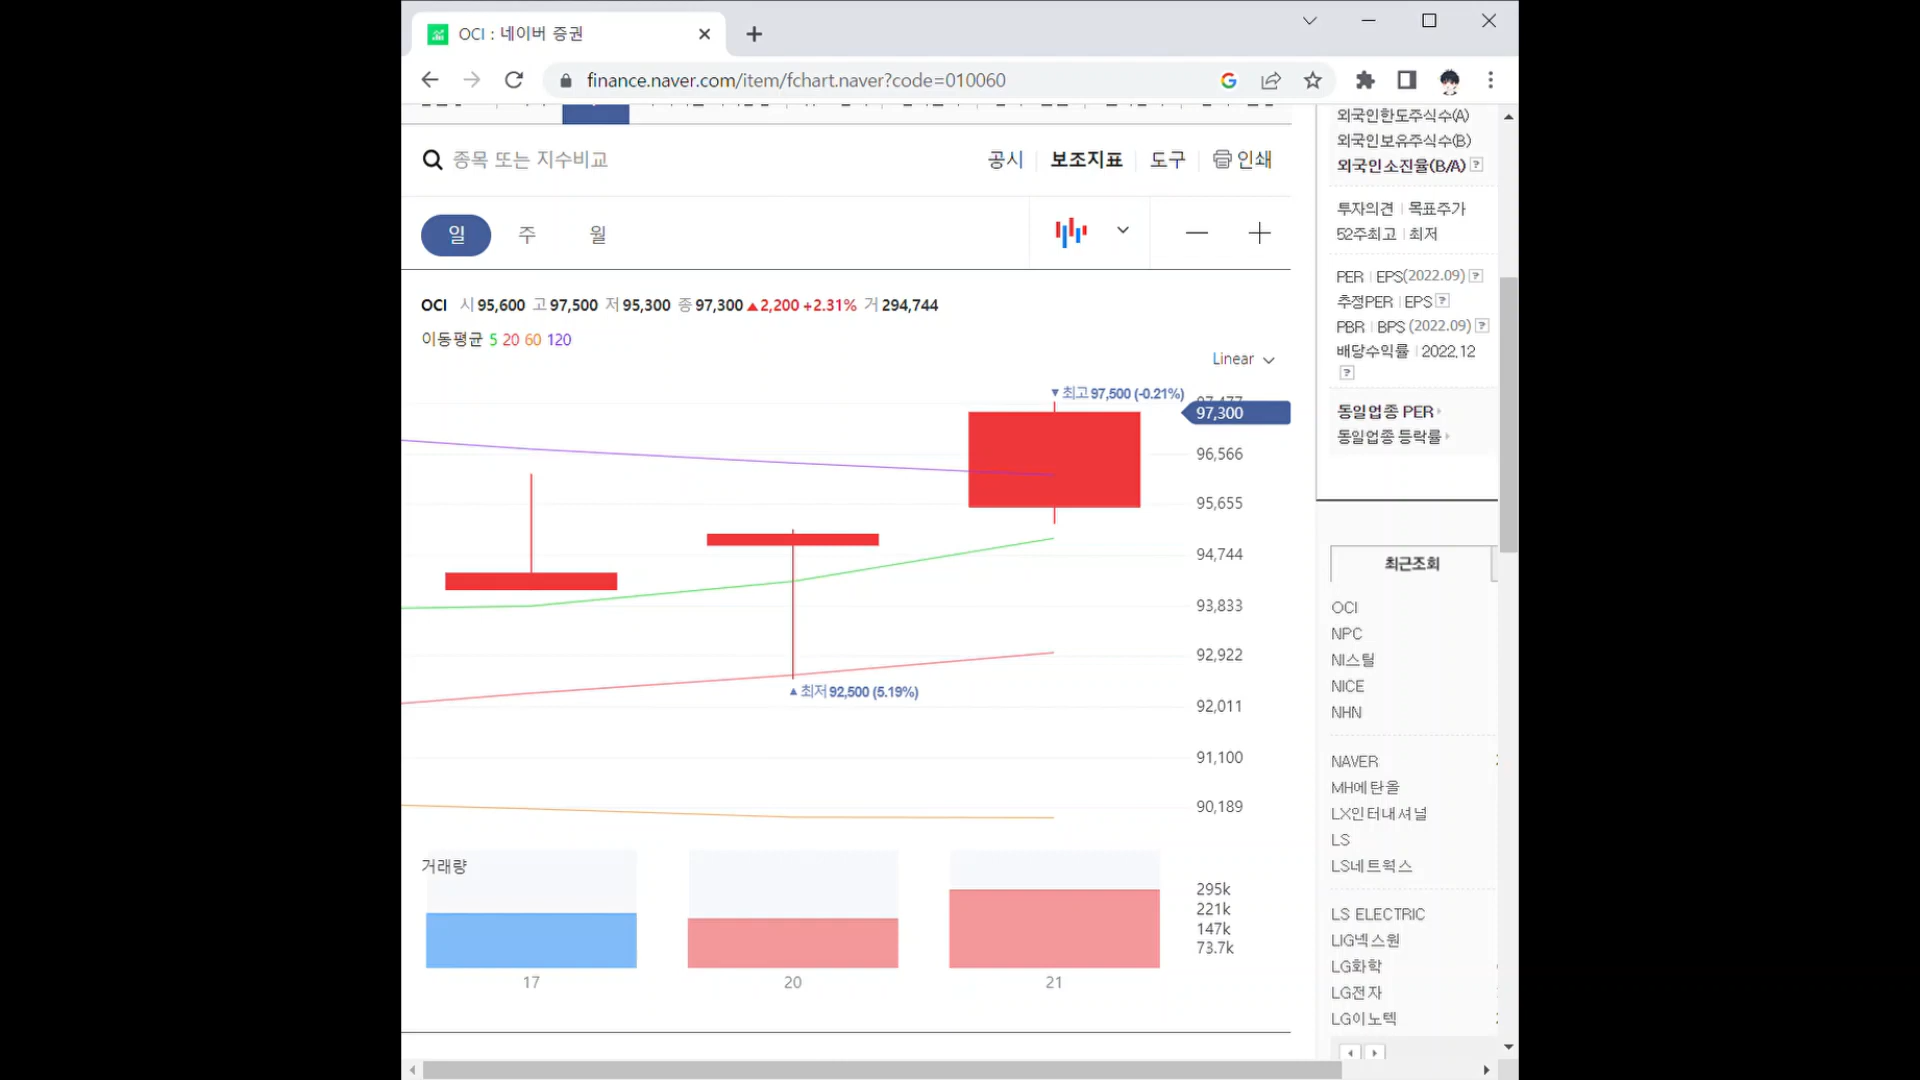 OCI : 네이버 증권
finance.naver.com/item/fchart.naver?code=010060
종목 또는 지수비교
공시 보조지표 도구 인쇄
일 주 월
OCI 시 95,600 고 97,500 저 95,300 종 97,300 ▲2,200 +2.31% 거 294,744
이동평균 5 20 60 120
Linear
▼최고 97,500 (-0.21%)
97,477
97,300
96,566
95,655
94,744
93,833
92,922
▲최저 92,500 (5.19%)
92,011
91,100
90,189
거래량
295k
221k
147k
73.7k
17 20 21
외국인한도주식수(A)
외국인보유주식수(B)
외국인소진율(B/A) ?
투자의견 | 목표주가
52주최고 | 최저
PER | EPS(2022.09) ?
추정PER | EPS ?
PBR | BPS (2022.09) ?
배당수익률 | 2022.12
?
동일업종 PER
동일업종 등락률
최근조회
OCI
NPC
NI스틸
NICE
NHN
NAVER
MH에탄올
LX인터내셔널
LS
LS네트웍스
LS ELECTRIC
LIG넥스원
LG화학
LG전자
LG이노텍